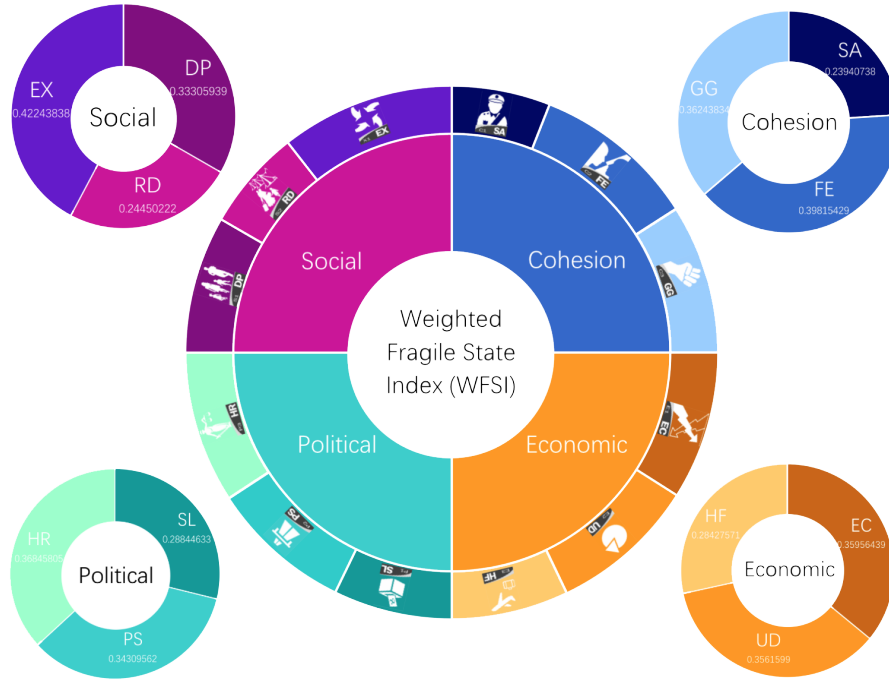 EX
0.42243838
DP
0.33305939
Social
RD
0.24450222
SA
0.23940738
GG
0.36243834
Cohesion
FE
0.39815429
EX
SA
RD
FE
DP
GG
Social
Cohesion
Weighted
Fragile State
Index (WFSI)
HR
EC
Political
Economic
PS
UD
SL
HF
SL
0.28844633
HR
Political
PS
0.34309562
HF
0.28427571
EC
0.35956439
Economic
UD
0.3561599